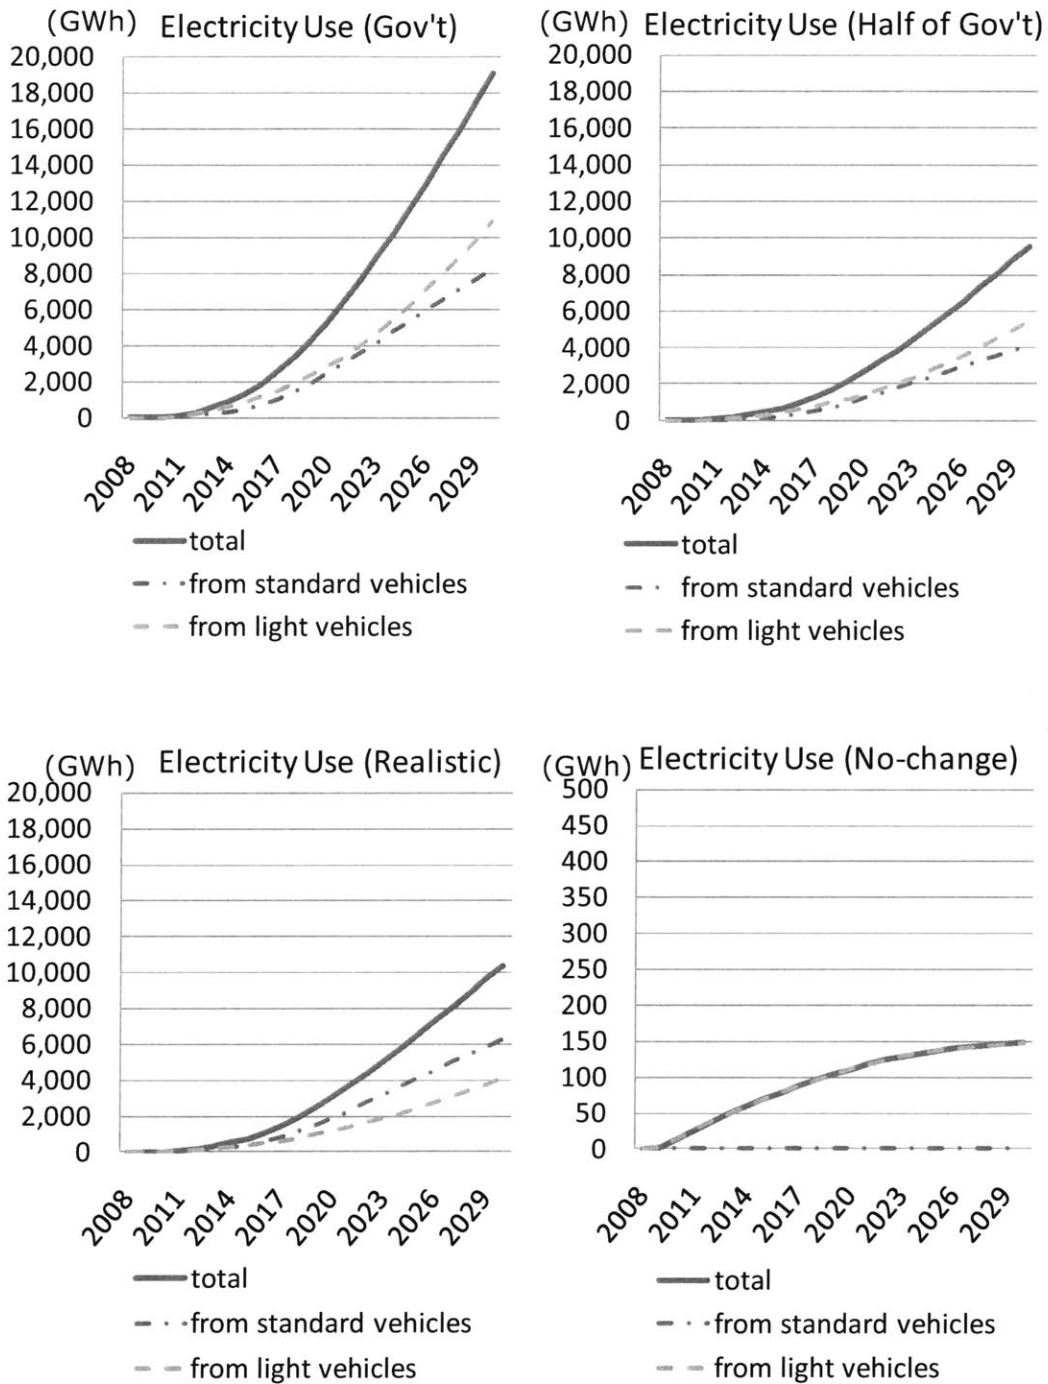 (GWh) Electricity Use (Gov't)
20,000
18,000
16,000
14,000
12,000
10,000
8,000
6,000
4,000
2,000
0
2008 2011 2014 2017 2020 2023 2026 2029
total
from standard vehicles
from light vehicles
(GWh) Electricity Use (Half of Gov't)
20,000
18,000
16,000
14,000
12,000
10,000
8,000
6,000
4,000
2,000
0
2008 2011 2014 2017 2020 2023 2026 2029
total
from standard vehicles
from light vehicles
(GWh) Electricity Use (Realistic)
20,000
18,000
16,000
14,000
12,000
10,000
8,000
6,000
4,000
2,000
0
2008 2011 2014 2017 2020 2023 2026 2029
total
from standard vehicles
from light vehicles
(GWh) Electricity Use (No-change)
500
450
400
350
300
250
200
150
100
50
0
2008 2011 2014 2017 2020 2023 2026 2029
total
from standard vehicles
from light vehicles